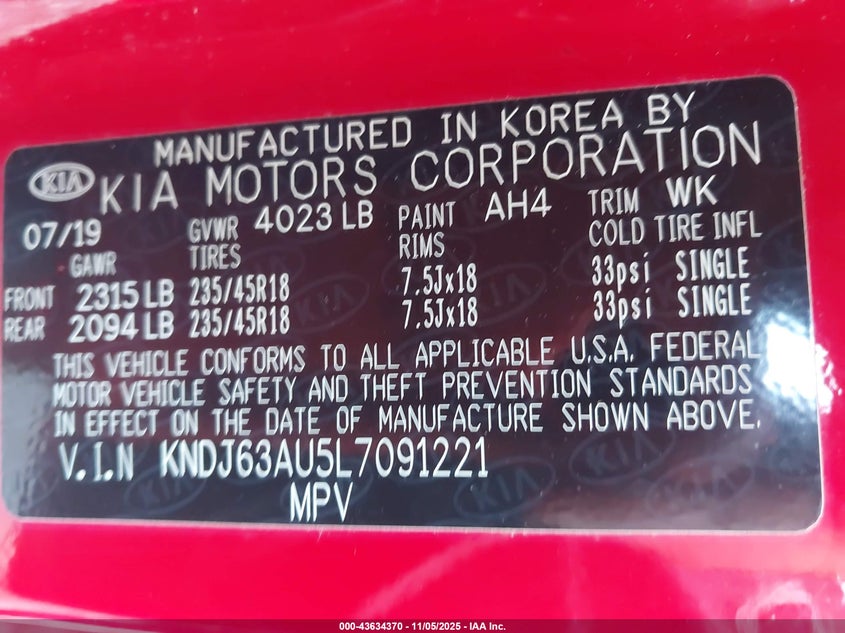 MANUFACTURED IN KOREA BY
KIA KIA MOTORS CORPORATION
07/19 GVWR 4023 LB PAINT AH4 TRIM WK
GAWR TIRES RIMS COLD TIRE INFL
FRONT 2315 LB 235/45R18 7.5Jx18 33psi SINGLE
REAR 2094 LB 235/45R18 7.5Jx18 33psi SINGLE
THIS VEHICLE CONFORMS TO ALL APPLICABLE U.S.A. FEDERAL
MOTOR VEHICLE SAFETY AND THEFT PREVENTION STANDARDS
IN EFFECT ON THE DATE OF MANUFACTURE SHOWN ABOVE.
V.I.N KNDJ63AU5L7091221
MPV
000-43634370 - 11/05/2025 - IAA Inc.